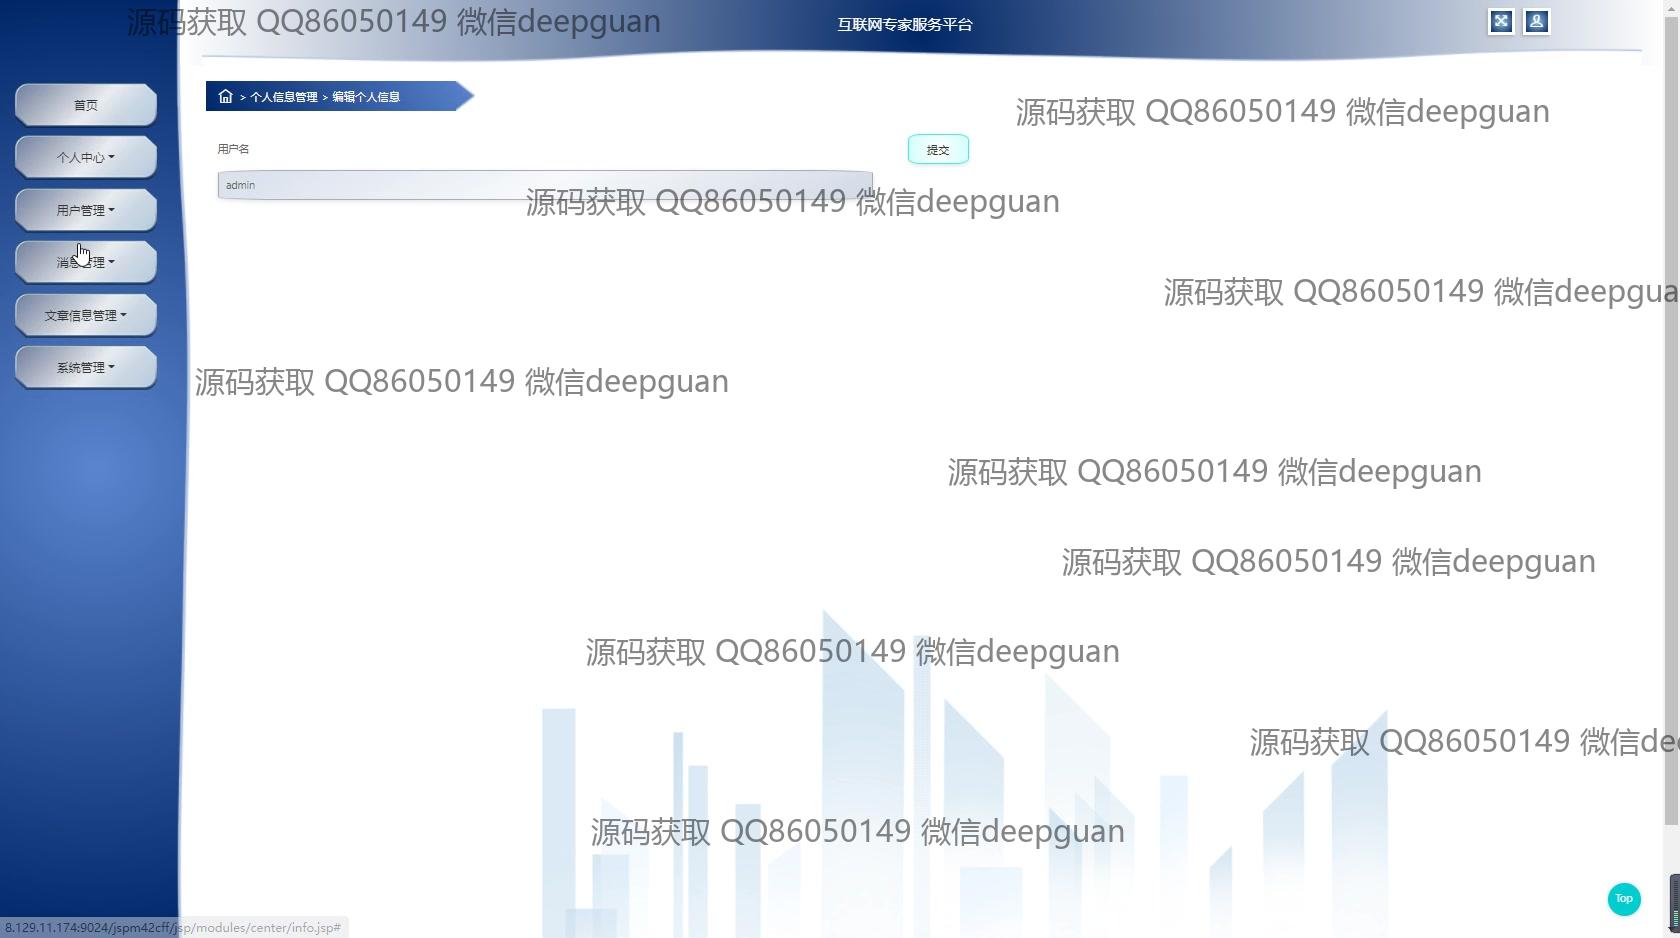 源码获取 QQ86050149 微信deepguan
互联网专家服务平台
首页
个人中心
用户管理
消息管理
文章信息管理
系统管理
> 个人信息管理 > 编辑个人信息
源码获取 QQ86050149 微信deepguan
用户名
提交
admin
源码获取 QQ86050149 微信deepguan
源码获取 QQ86050149 微信deepgua
源码获取 QQ86050149 微信deepguan
源码获取 QQ86050149 微信deepguan
源码获取 QQ86050149 微信deepguan
源码获取 QQ86050149 微信deepguan
源码获取 QQ86050149 微信dee
源码获取 QQ86050149 微信deepguan
Top
8.129.11.174:9024/jspm42cff/jsp/modules/center/info.jsp#